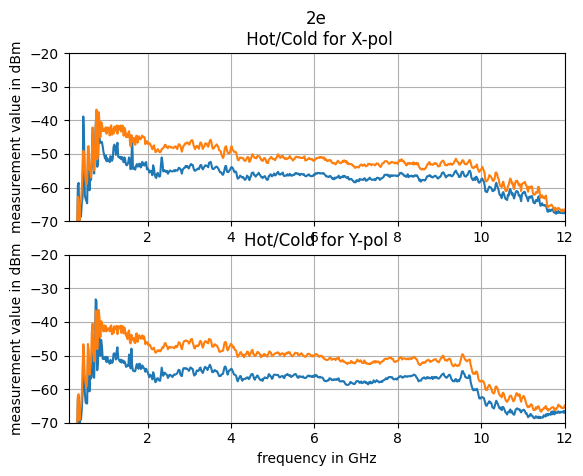 2e
Hot/Cold for X-pol
measurement value in dBm
−20
−30
−40
−50
−60
−70
2 4 6 8 10 12
Hot/Cold for Y-pol
measurement value in dBm
−20
−30
−40
−50
−60
−70
2 4 6 8 10 12
frequency in GHz